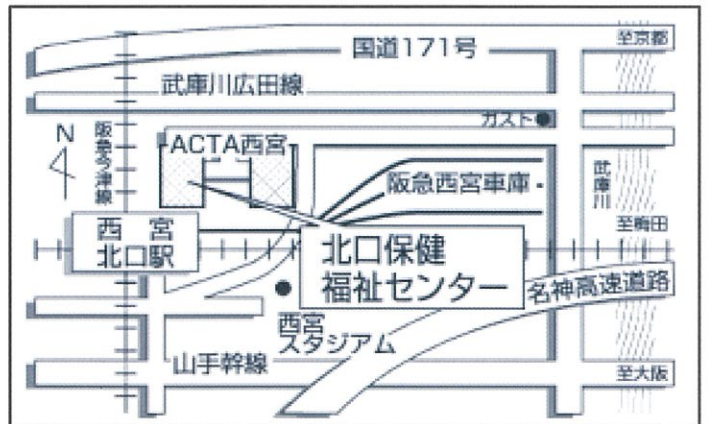 至京都
国道171号
武庫川広田線
ガスト
N
阪急今津線
ACTA西宮
阪急西宮車庫
武庫川
西宮
北口駅
至梅田
北口保健
福祉センター
名神高速道路
西宮
スタジアム
山手幹線
至大阪